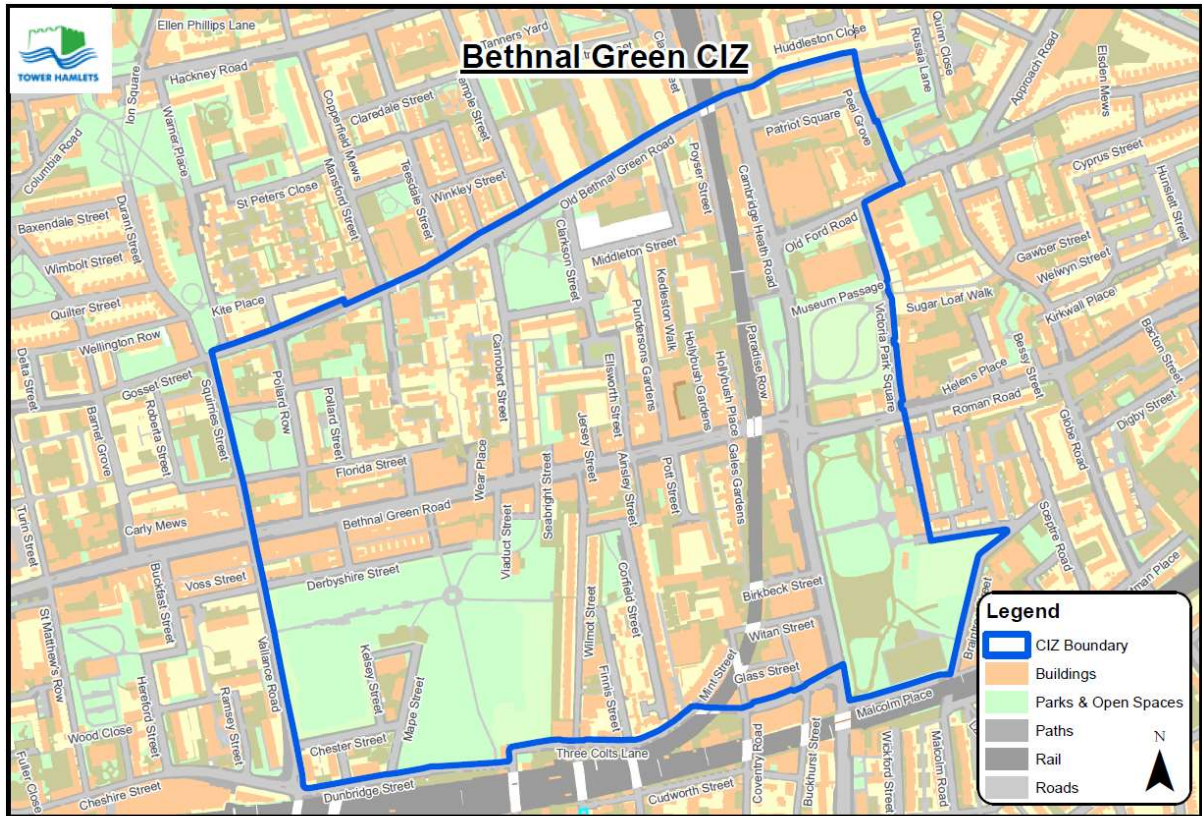 TOWER HAMLETS
Bethnal Green CIZ
Ellen Phillips Lane
Tanners Yard
Huddleston Close
Russia Lane
Quinn Close
Approach Road
Elsden Mews
Hackney Road
Ion Square
Warner Place
Copperfield Mews
Claredale Street
Temple Street
Columbia Road
Patriot Square
Peel Grove
Cyprus Street
Hunslett Street
St Peters Close
Mansford Street
Teesdale Street
Winkley Street
Old Bethnal Green Road
Poyser Street
Cambridge Heath Road
Baxendale Street
Durant Street
Wimbolt Street
Clarkson Street
Middleton Street
Old Ford Road
Gawber Street
Welwyn Street
Quilter Street
Kite Place
Kedleston Walk
Museum Passage
Sugar Loaf Walk
Kirkwall Place
Wellington Row
Pundersons Gardens
Victoria Park Square
Bacton Street
Delta Street
Gosset Street
Squirries Street
Pollard Row
Pollard Street
Canrobert Street
Ellsworth Street
Hollybush Gardens
Hollybush Place
Paradise Row
Helens Place
Bessy Street
Roman Road
Globe Road
Digby Street
Barnet Grove
Roberta Street
Florida Street
Wear Place
Jersey Street
Ainsley Street
Pott Street
Gales Gardens
Turin Street
Carly Mews
Bethnal Green Road
Seabright Street
Viaduct Street
Sceptre Road
Voss Street
Derbyshire Street
Buckfast Street
Corfield Street
Birkbeck Street
St Matthew's Row
Vallance Road
Wilmot Street
Witan Street
Kelsey Street
Mape Street
Finnis Street
Mint Street
Glass Street
Hereford Street
Ramsey Street
Wood Close
Chester Street
Malcolm Place
Three Colts Lane
Fuller Close
Cheshire Street
Dunbridge Street
Cudworth Street
Coventry Road
Buckhurst Street
Wickford Street
Malcolm Road
Legend
CIZ Boundary
Buildings
Parks & Open Spaces
Paths
Rail
Roads
N